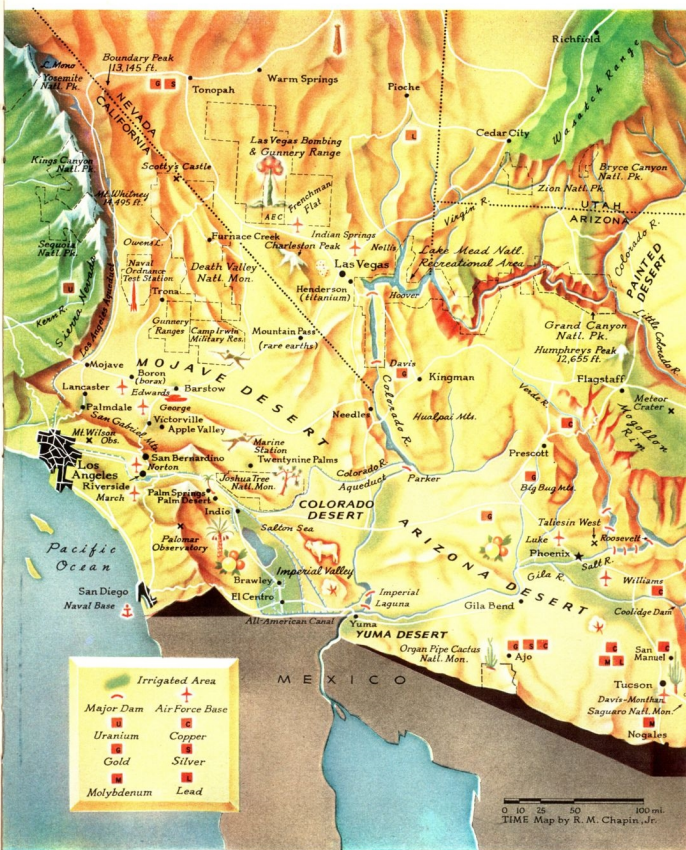 Richfield
Wasatch Range
Boundary Peak
13,145 ft.
L. Mono
Yosemite
Natl. Pk.
G S
Tonopah
Warm Springs
Pioche
NEVADA
CALIFORNIA
Las Vegas Bombing
& Gunnery Range
L
Cedar City
Kings Canyon
Natl. Pk.
Scotty's Castle
Bryce Canyon
Natl. Pk.
Zion Natl. Pk.
Mt. Whitney
14,495 ft.
AEC
Frenchman
Flat
Virgin R.
UTAH
ARIZONA
Colorado R.
Sequoia
Natl. Pk.
Owens L.
Furnace Creek
Indian Springs
Charleston Peak
Nellis
Lake Mead Natl.
Recreational Area
PAINTED
DESERT
Naval
Ordnance
Test Station
Death Valley
Natl. Mon.
Las Vegas
U
Trona
Henderson
(titanium)
Hoover
Kern R.
Sierra Nevada
Los Angeles Aqueduct
Little Colorado R.
Gunnery
Ranges
Camp Irwin
Military Res.
Mountain Pass
(rare earths)
Grand Canyon
Natl. Pk.
Humphreys Peak
12,655 ft.
Mojave
MOJAVE DESERT
Davis
G
Kingman
Flagstaff
Boron
(borax)
Lancaster
Edwards
Barstow
Colorado R.
Verde R.
Meteor
Crater
Palmdale
George
Needles
Hualpai Mts.
C
Mogollon
Rim
San Gabriel Mts.
Victorville
Apple Valley
Mt. Wilson
Obs.
Marine
Station
Prescott
Los
Angeles
San Bernardino
Norton
Twentynine Palms
Colorado R.
Aqueduct
Parker
Riverside
March
Joshua Tree
Natl. Mon.
G
Big Bug Mts.
Palm Springs
Palm Desert
COLORADO
DESERT
Indio
G
ARIZONA DESERT
Taliesin West
Salton Sea
Luke
Roosevelt
Pacific
Ocean
Palomar
Observatory
Phoenix
Salt R.
Imperial Valley
Gila R.
Williams
San Diego
Naval Base
Brawley
El Centro
Imperial
Laguna
Gila Bend
C
Coolidge Dam
All-American Canal
Yuma
YUMA DESERT
Organ Pipe Cactus
Natl. Mon.
G S C
Ajo
G C
M L
C
San
Manuel
MEXICO
Tucson
Davis-Monthan
Saguaro Natl. Mon.
Nogales
Irrigated Area
Major Dam
Air Force Base
U
C
Uranium
Copper
G
S
Gold
Silver
M
L
Molybdenum
Lead
0 10 25 50 100 mi.
TIME Map by R. M. Chapin, Jr.